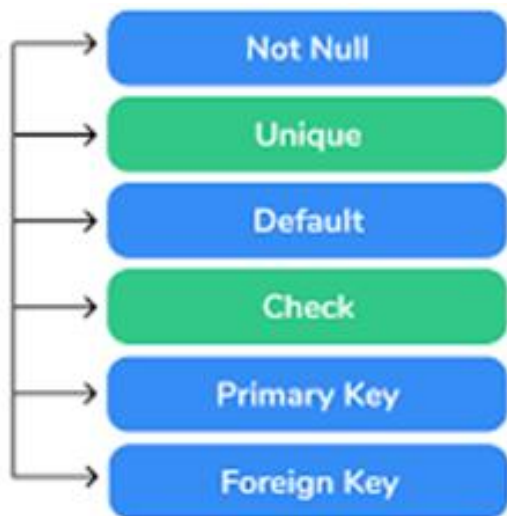 Not Null
Unique
Default
Check
Primary Key
Foreign Key